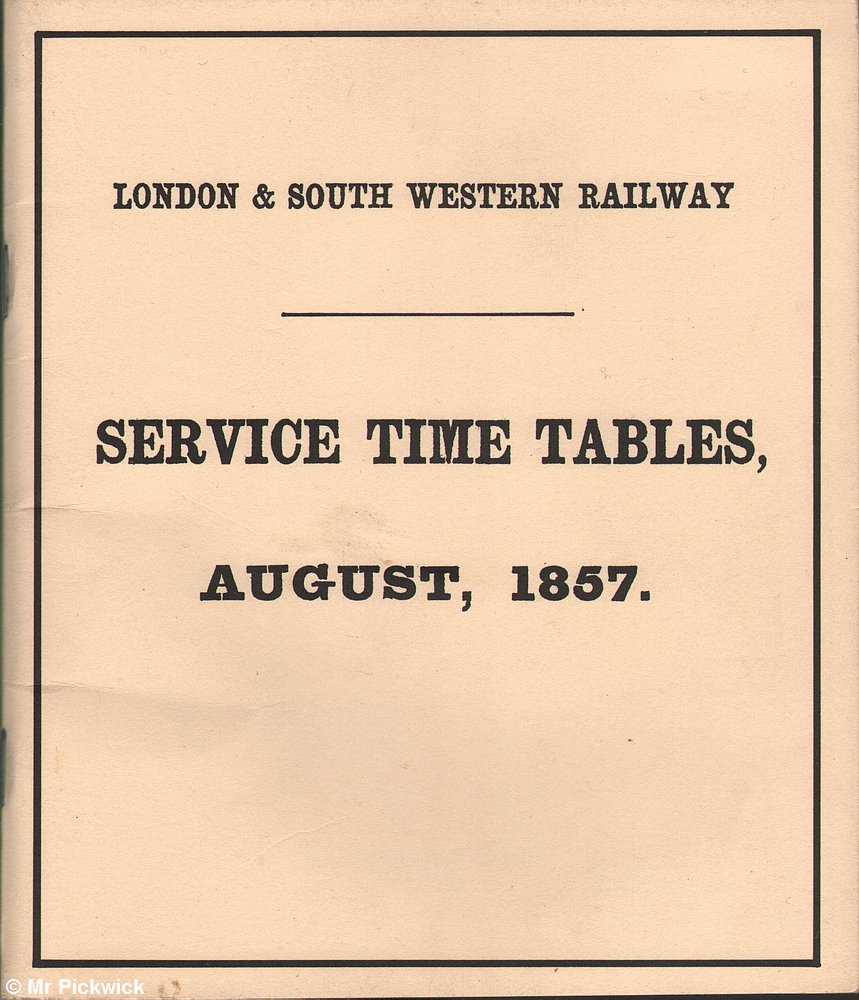 LONDON & SOUTH WESTERN RAILWAY
SERVICE TIME TABLES,
AUGUST, 1857.
© Mr Pickwick